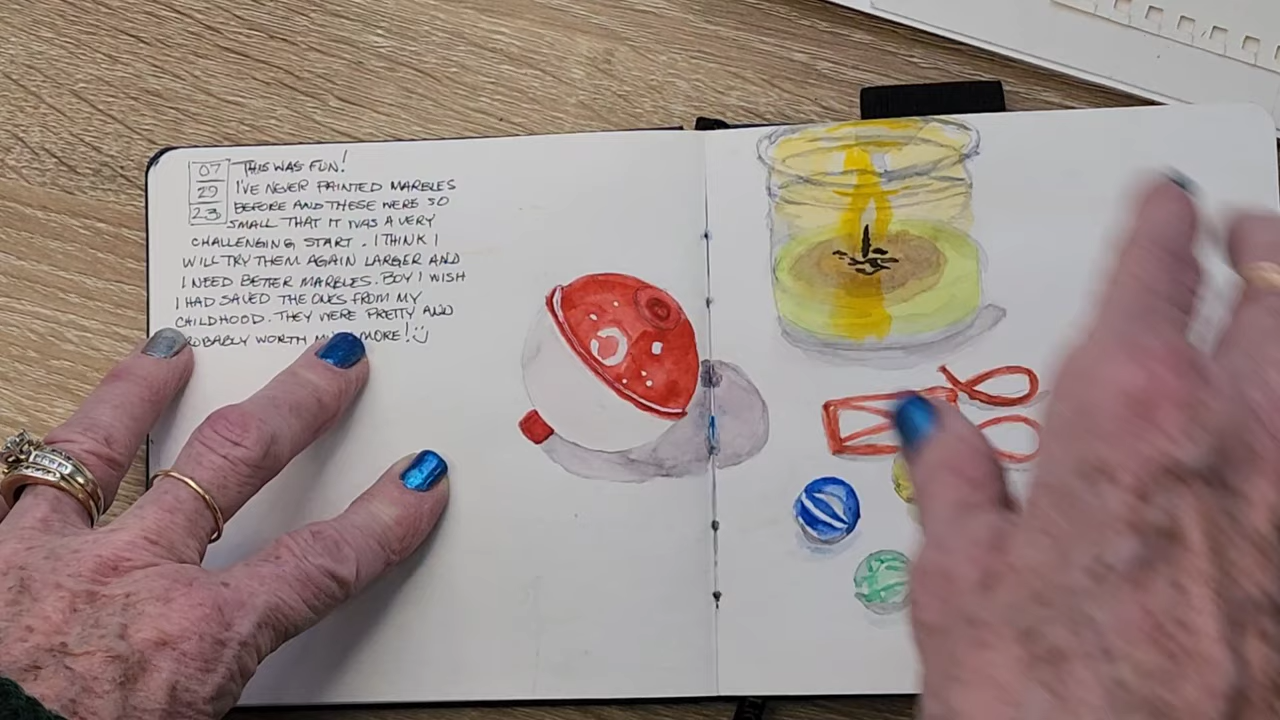 07 THIS WAS FUN!
29 I'VE NEVER PAINTED MARBLES
23 BEFORE AND THESE WERE SO
SMALL THAT IT WAS A VERY
CHALLENGING START. I THINK I
WILL TRY THEM AGAIN LARGER AND
I NEED BETTER MARBLES. BOY I WISH
I HAD SAVED THE ONES FROM MY
CHILDHOOD. THEY WERE PRETTY AND
WORTH MORE! :)